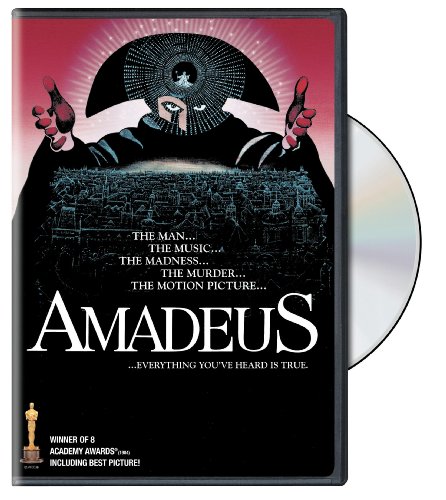 THE MAN...
THE MUSIC...
THE MADNESS...
THE MURDER...
THE MOTION PICTURE...
AMADEUS
...EVERYTHING YOU'VE HEARD IS TRUE.
WINNER OF 8
ACADEMY AWARDS®(1984)
INCLUDING BEST PICTURE!